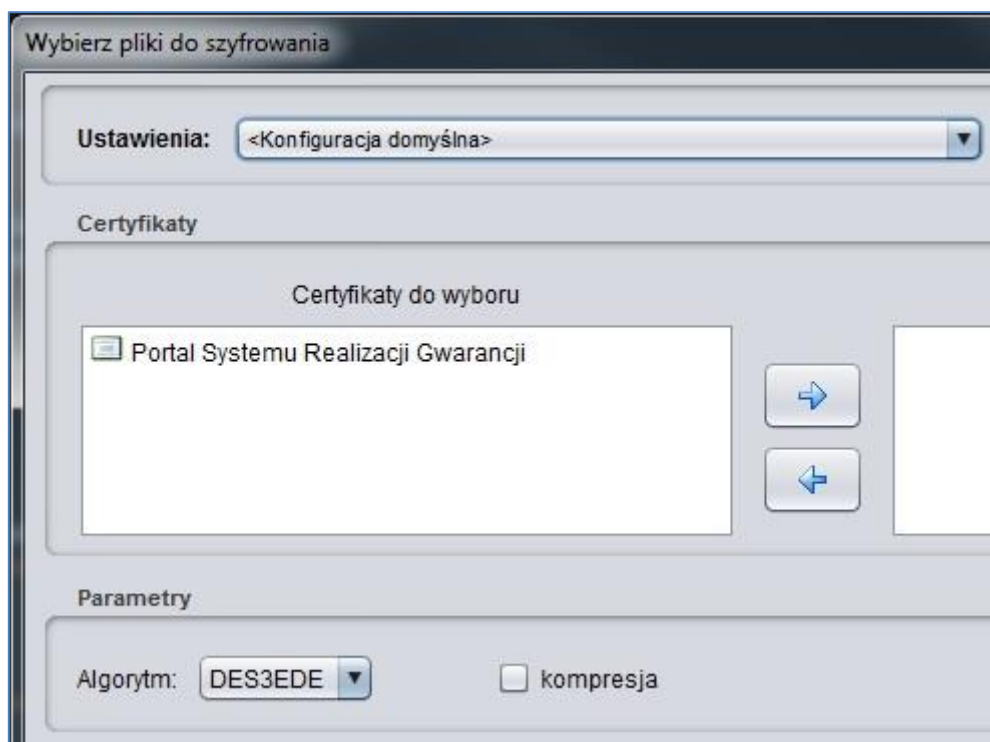 Wybierz pliki do szyfrowania
Ustawienia: <Konfiguracja domyślna>
Certyfikaty
Certyfikaty do wyboru
Portal Systemu Realizacji Gwarancji
Parametry
Algorytm: DES3EDE kompresja